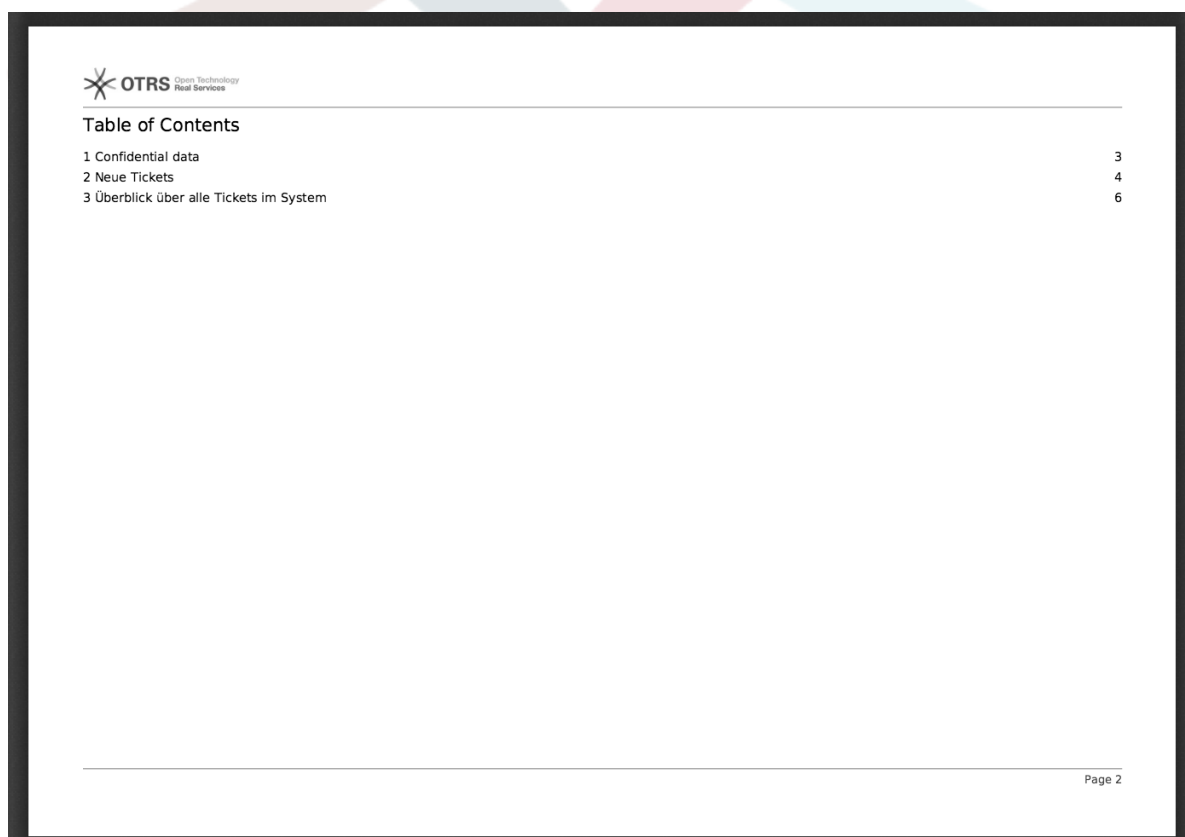 OTRS Open Technology
Real Services
Table of Contents
1 Confidential data 3
2 Neue Tickets 4
3 Überblick über alle Tickets im System 6
Page 2